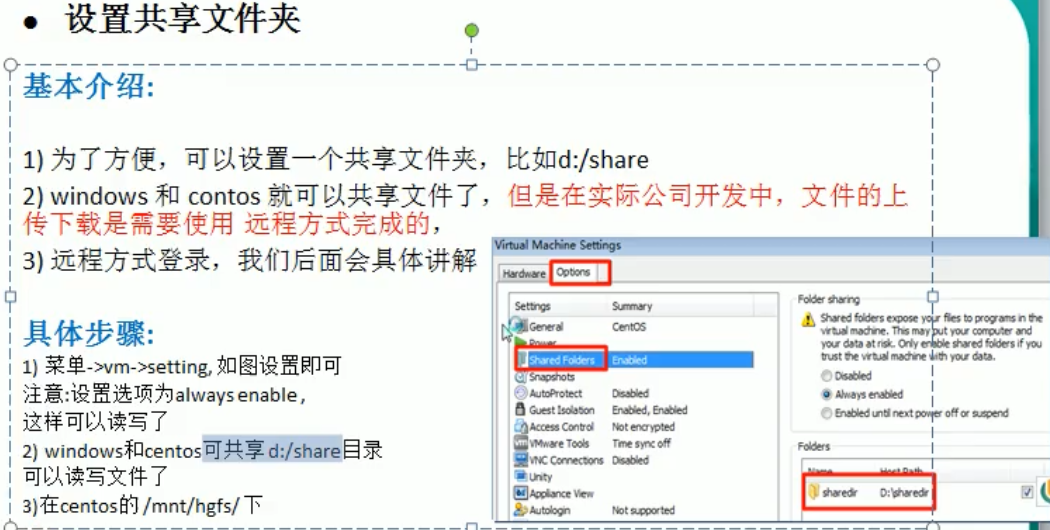 • 设置共享文件夹
基本介绍:
1) 为了方便，可以设置一个共享文件夹，比如d:/share
2) windows 和 contos 就可以共享文件了，但是在实际公司开发中，文件的上
传下载是需要使用 远程方式完成的，
3) 远程方式登录，我们后面会具体讲解
具体步骤:
1) 菜单->vm->setting, 如图设置即可
注意:设置选项为always enable，
这样可以读写了
2) windows和centos可共享 d:/share目录
可以读写文件了
3)在centos的 /mnt/hgfs/ 下
Virtual Machine Settings
Hardware Options
Settings Summary
General CentOS
Power
Shared Folders Enabled
Snapshots
AutoProtect Disabled
Guest Isolation Enabled, Enabled
Access Control Not encrypted
VMware Tools Time sync off
VNC Connections Disabled
Unity
Appliance View
Autologin Not supported
Folder sharing
Shared folders expose your files to programs in the
virtual machine. This may put your computer and
your data at risk. Only enable shared folders if you
trust the virtual machine with your data.
Disabled
Always enabled
Enabled until next power off or suspend
Folders
Name Host Path
sharedir D:\sharedir